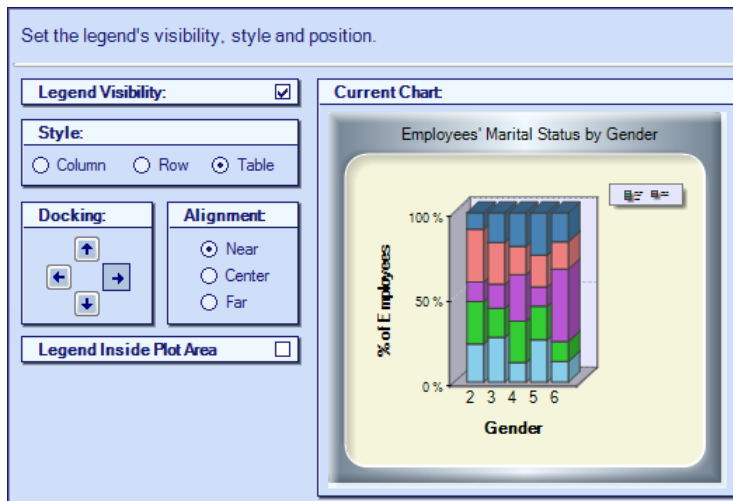 Set the legend's visibility, style and position.
Legend Visibility:
Style:
Column Row Table
Docking:
Alignment:
Near
Center
Far
Legend Inside Plot Area
Current Chart:
Employees' Marital Status by Gender
100 %
50 %
0 %
% of Employees
2 3 4 5 6
Gender